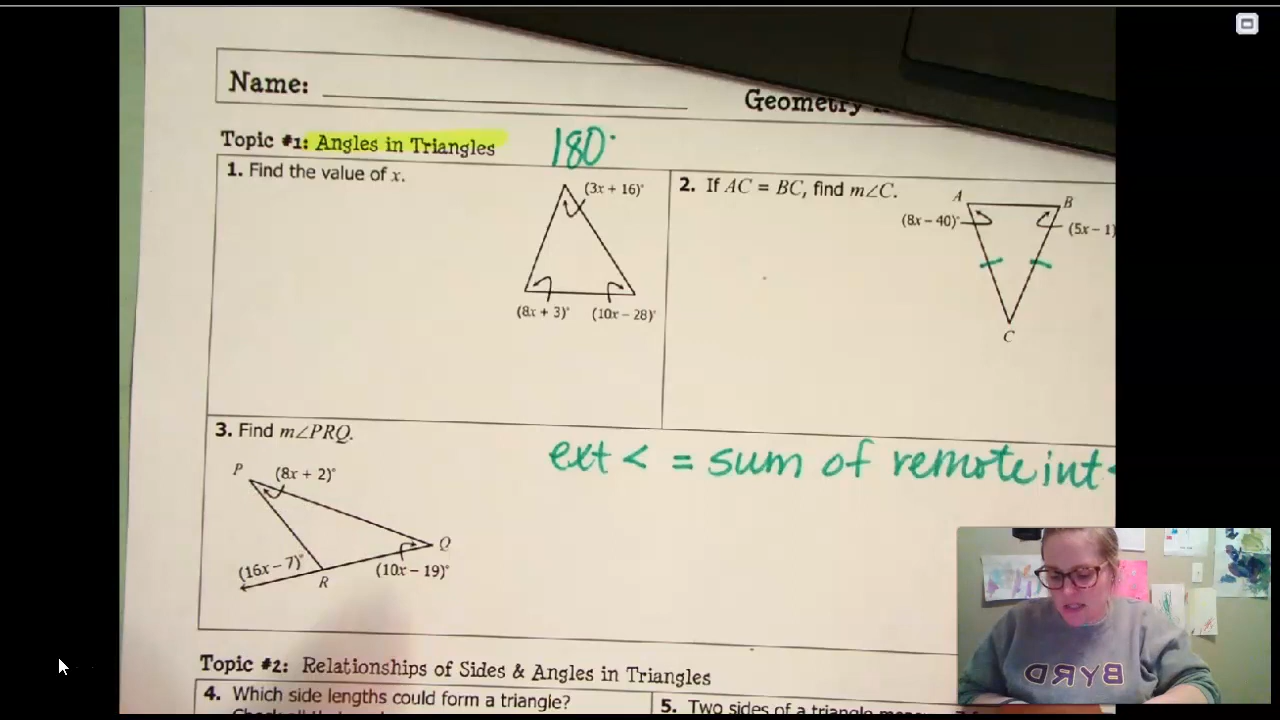 Name:
Geometry
Topic #1: Angles in Triangles
180°
1. Find the value of x.
(3x + 16)°
(8x + 3)°
(10x − 28)°
2. If AC = BC, find m∠C.
A
B
(8x − 40)°
(5x − 1)
C
3. Find m∠PRQ.
ext < = sum of remote int <
P
(8x + 2)°
Q
(16x − 7)°
R
(10x − 19)°
BYRD
Topic #2: Relationships of Sides & Angles in Triangles
4. Which side lengths could form a triangle?
5. Two sides of a triangle